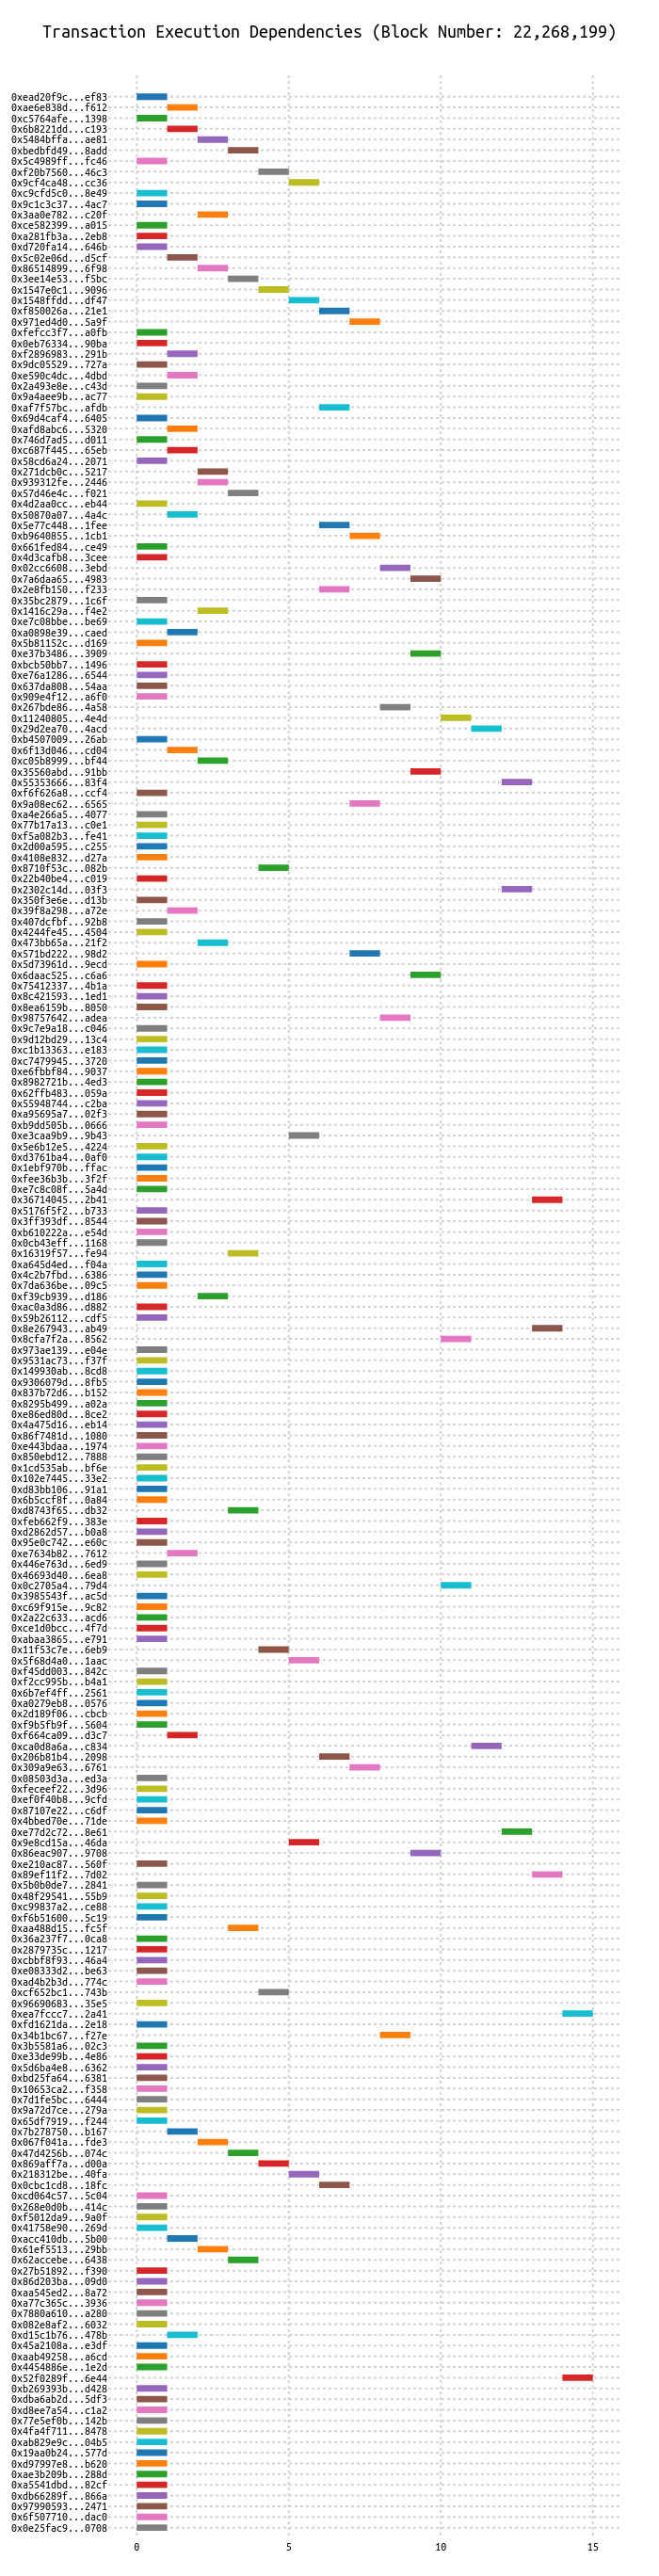 Transaction Execution Dependencies (Block Number: 22,268,199)
0xead20f9c...ef83
0xae6e838d...f612
0xc5764afe...1398
0x6b8221dd...c193
0x5484bffa...ae81
0xbedbfd49...8add
0x5c4989ff...fc46
0xf20b7560...46c3
0x9cf4ca48...cc36
0xc9cfd5c0...8e49
0x9c1c3c37...4ac7
0x3aa0e782...c20f
0xce582399...a015
0xa281fb3a...2eb8
0xd720fa14...646b
0x5c02e06d...d5cf
0x86514899...6f98
0x3ee14e53...f5bc
0x1547e0c1...9096
0x1548ffdd...df47
0xf850026a...21e1
0x971ed4d0...5a9f
0xfefcc3f7...a0fb
0x0eb76334...90ba
0xf2896983...291b
0x9dc05529...727a
0xe590c4dc...4dbd
0x2a493e8e...c43d
0x9a4aee9b...ac77
0xaf7f57bc...afdb
0x69d4caf4...6405
0xafd8abc6...5320
0x746d7ad5...d011
0xc687f445...65eb
0x58cd6a24...2071
0x271dcb0c...5217
0x939312fe...2446
0x57d46e4c...f021
0x4d2aa0cc...eb44
0x50870a07...4a4c
0x5e77c448...1fee
0xb9640855...1cb1
0x661fed84...ce49
0x4d3cafb8...3cee
0x02cc6608...3ebd
0x7a6daa65...4983
0x2e8fb150...f233
0x35bc2879...1c6f
0x1416c29a...f4e2
0xe7c08bbe...be69
0xa0898e39...caed
0x5b81152c...d169
0xe37b3486...3909
0xbcb50bb7...1496
0xe76a1286...6544
0x637da808...54aa
0x909e4f12...a6f0
0x267bde86...4a58
0x11240805...4e4d
0x29d2ea70...4acd
0xb4507009...26ab
0x6f13d046...cd04
0xc05b8999...bf44
0x35560abd...91bb
0x55353666...83f4
0xf6f626a8...ccf4
0x9a08ec62...6565
0xa4e266a5...4077
0x77b17a13...c0e1
0xf5a082b3...fe41
0x2d00a595...c255
0x4108e832...d27a
0x8710f53c...082b
0x22b40be4...c019
0x2302c14d...03f3
0x350f3e6e...d13b
0x39f8a298...a72e
0x407dcfbf...92b8
0x4244fe45...4504
0x473bb65a...21f2
0x571bd222...98d2
0x5d73961d...9ecd
0x6daac525...c6a6
0x75412337...4b1a
0x8c421593...1ed1
0x8ea6159b...8050
0x98757642...adea
0x9c7e9a18...c046
0x9d12bd29...13c4
0xc1b13363...e183
0xc7479945...3720
0xe6fbbf84...9037
0x8982721b...4ed3
0x62ffb483...059a
0x55948744...c2ba
0xa95695a7...02f3
0xb9dd505b...0666
0xe3caa9b9...9b43
0x5e6b12e5...4224
0xd3761ba4...0af0
0x1ebf970b...ffac
0xfee36b3b...3f2f
0xe7c8c08f...5a4d
0x36714045...2b41
0x5176f5f2...b733
0x3ff393df...8544
0xb610222a...e54d
0x0cb43eff...1168
0x16319f57...fe94
0xa645d4ed...f04a
0x4c2b7fbd...6386
0x7da636be...09c5
0xf39cb939...d186
0xac0a3d86...d882
0x59b26112...cdf5
0x8e267943...ab49
0x8cfa7f2a...8562
0x973ae139...e04e
0x9531ac73...f37f
0x149930ab...8cd8
0x9306079d...8fb5
0x837b72d6...b152
0x8295b499...a02a
0xe86ed80d...8ce2
0x4a475d16...eb14
0x86f7481d...1080
0xe443bdaa...1974
0x850ebd12...7888
0x1cd535ab...bf6e
0x102e7445...33e2
0xd83bb106...91a1
0x6b5ccf8f...0a84
0xd8743f65...db32
0xfeb662f9...383e
0xd2862d57...b0a8
0x95e0c742...e60c
0xe7634b82...7612
0x446e763d...6ed9
0x46693d40...6ea8
0x0c2705a4...79d4
0x3985543f...ac5d
0xc69f915e...9c82
0x2a22c633...acd6
0xce1d0bcc...4f7d
0xabaa3865...e791
0x11f53c7e...6eb9
0x5f68d4a0...1aac
0xf45dd003...842c
0xf2cc995b...b4a1
0x6b7ef4ff...2561
0xa0279eb8...0576
0x2d189f06...cbcb
0xf9b5fb9f...5604
0xf664ca09...d3c7
0xca0d8a6a...c834
0x206b81b4...2098
0x309a9e63...6761
0x08503d3a...ed3a
0xfeceef22...3d96
0xef0f40b8...9cfd
0x87107e22...c6df
0x4bbed70e...71de
0xe77d2c72...8e61
0x9e8cd15a...46da
0x86eac907...9708
0xe210ac87...560f
0x89ef11f2...7d02
0x5b0b0de7...2841
0x48f29541...55b9
0xc99837a2...ce88
0xf6b51600...5c19
0xaa488d15...fc5f
0x36a237f7...0ca8
0x2879735c...1217
0xcbbf8f93...46a4
0xe08333d2...be63
0xad4b2b3d...774c
0xcf652bc1...743b
0x96690683...35e5
0xea7fccc7...2a41
0xfd1621da...2e18
0x34b1bc67...f27e
0x3b5581a6...02c3
0xe33de99b...4e86
0x5d6ba4e8...6362
0xbd25fa64...6381
0x10653ca2...f358
0x7d1fe5bc...6444
0x9a72d7ce...279a
0x65df7919...f244
0x7b278750...b167
0x067f041a...fde3
0x47d4256b...074c
0x869aff7a...d00a
0x218312be...40fa
0x0cbc1cd8...18fc
0xcd064c57...5c04
0x268e0d0b...414c
0xf5012da9...9a0f
0x41758e90...269d
0xacc410db...5b00
0x61ef5513...29bb
0x62accebe...6438
0x27b51892...f390
0x86d203ba...09d0
0xaa545ed2...8a72
0xa77c365c...3936
0x7880a610...a280
0x082e8af2...6032
0xd15c1b76...478b
0x45a2108a...e3df
0xaab49258...a6cd
0x4454886e...1e2d
0x52f0289f...6e44
0xb269393b...d428
0xdba6ab2d...5df3
0xd8ee7a54...c1a2
0x77e5ef0b...142b
0x4fa4f711...8478
0xab829e9c...04b5
0x19aa0b24...577d
0xd97997e8...b620
0xae3b209b...288d
0xa5541dbd...82cf
0xdb66289f...866a
0x97990593...2471
0x6f507710...dac0
0x0e25fac9...0708
0 5 10 15